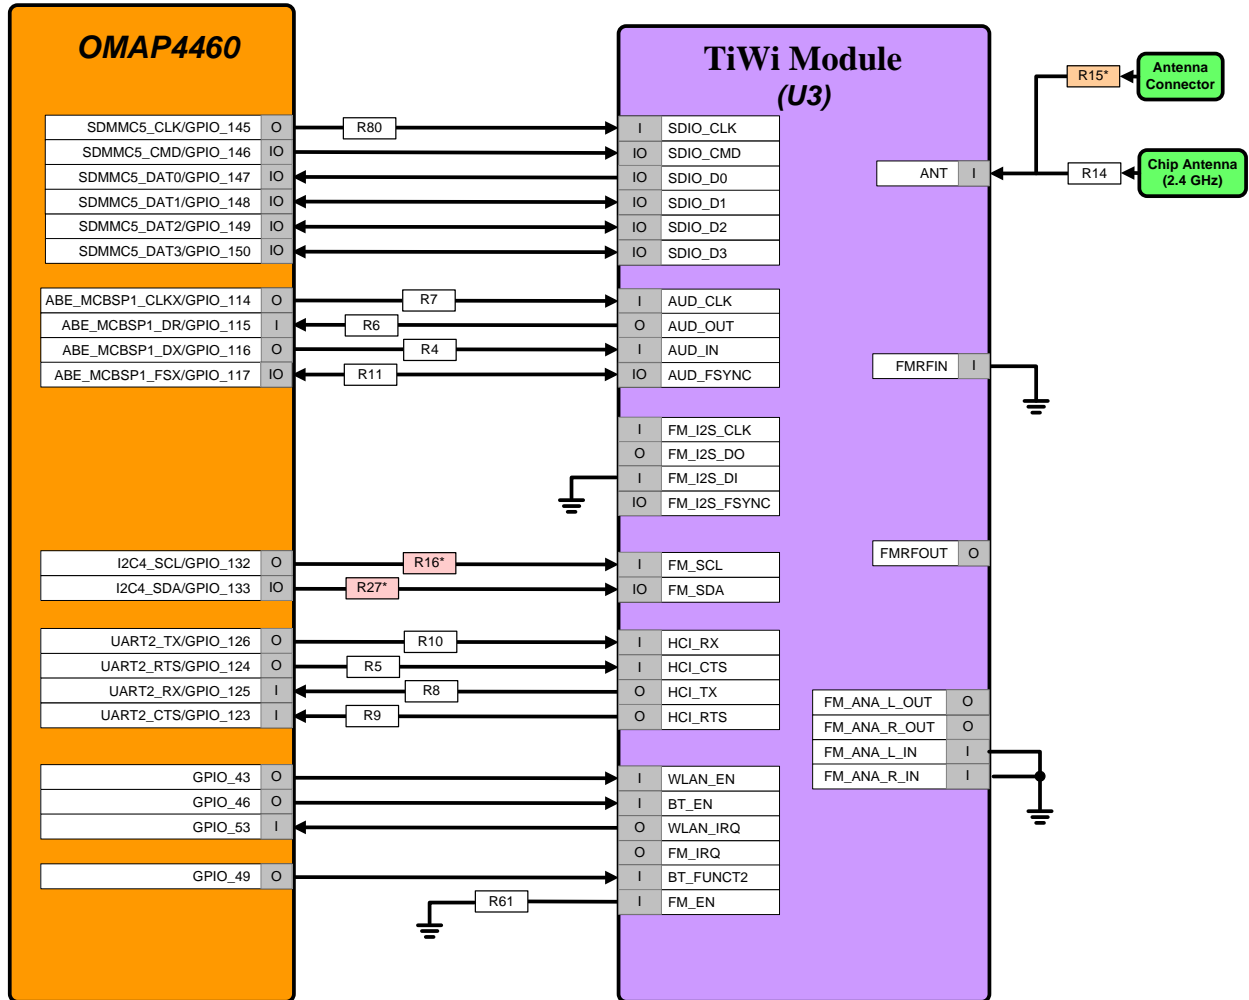 OMAP4460
TiWi Module
(U3)
SDMMC5_CLK/GPIO_145 O R80 I SDIO_CLK
SDMMC5_CMD/GPIO_146 IO IO SDIO_CMD
SDMMC5_DAT0/GPIO_147 IO IO SDIO_D0
SDMMC5_DAT1/GPIO_148 IO IO SDIO_D1
SDMMC5_DAT2/GPIO_149 IO IO SDIO_D2
SDMMC5_DAT3/GPIO_150 IO IO SDIO_D3
ABE_MCBSP1_CLKX/GPIO_114 O R7 I AUD_CLK
ABE_MCBSP1_DR/GPIO_115 I R6 O AUD_OUT
ABE_MCBSP1_DX/GPIO_116 O R4 I AUD_IN
ABE_MCBSP1_FSX/GPIO_117 IO R11 IO AUD_FSYNC
I FM_I2S_CLK
O FM_I2S_DO
I FM_I2S_DI
IO FM_I2S_FSYNC
I2C4_SCL/GPIO_132 O R16* I FM_SCL
I2C4_SDA/GPIO_133 IO R27* IO FM_SDA
UART2_TX/GPIO_126 O R10 I HCI_RX
UART2_RTS/GPIO_124 O R5 I HCI_CTS
UART2_RX/GPIO_125 I R8 O HCI_TX
UART2_CTS/GPIO_123 I R9 O HCI_RTS
GPIO_43 O I WLAN_EN
GPIO_46 O I BT_EN
GPIO_53 I O WLAN_IRQ
O FM_IRQ
GPIO_49 O I BT_FUNCT2
R61 I FM_EN
R15* Antenna
Connector
ANT I R14 Chip Antenna
(2.4 GHz)
FMRFIN I
FMRFOUT O
FM_ANA_L_OUT O
FM_ANA_R_OUT O
FM_ANA_L_IN I
FM_ANA_R_IN I